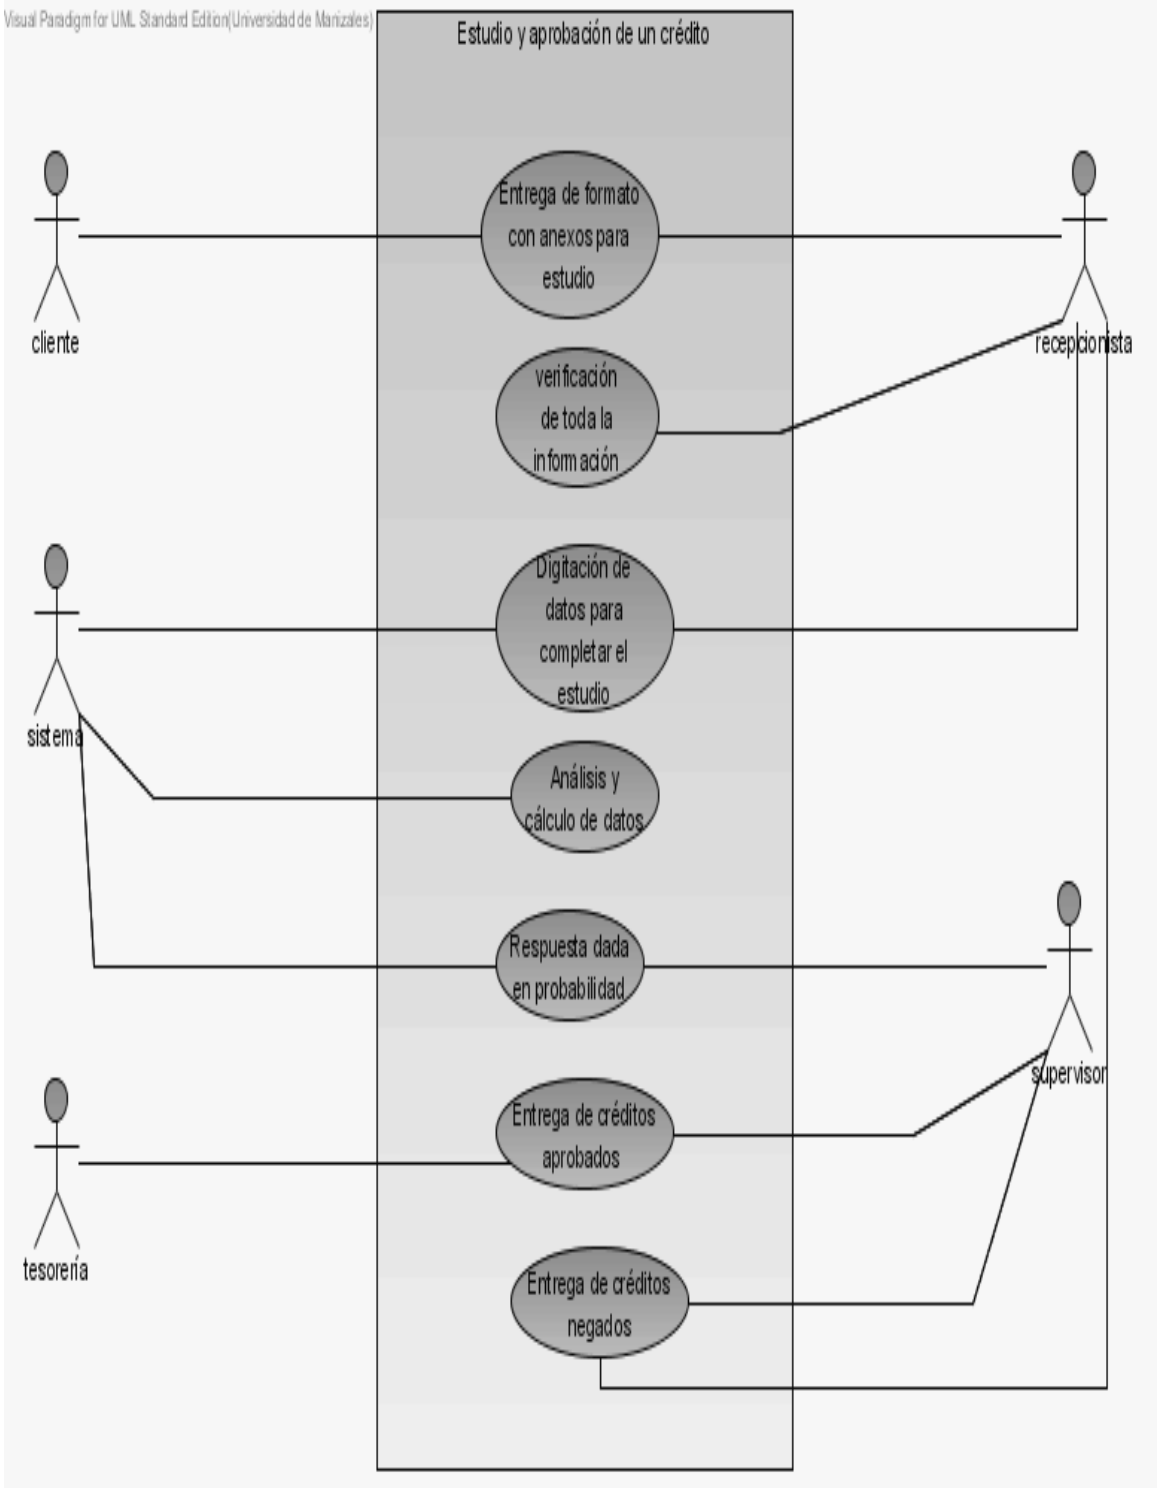 Visual Paradigm for UML Standard Edition(Universidad de Manizales)
Estudio y aprobación de un crédito
Entrega de formato
con anexos para
estudio
cliente
recepcionista
verificación
de toda la
información
Digitación de
datos para
completar el
estudio
sistema
Análisis y
cálculo de datos
Respuesta dada
en probabilidad
supervisor
Entrega de créditos
aprobados
tesorería
Entrega de créditos
negados